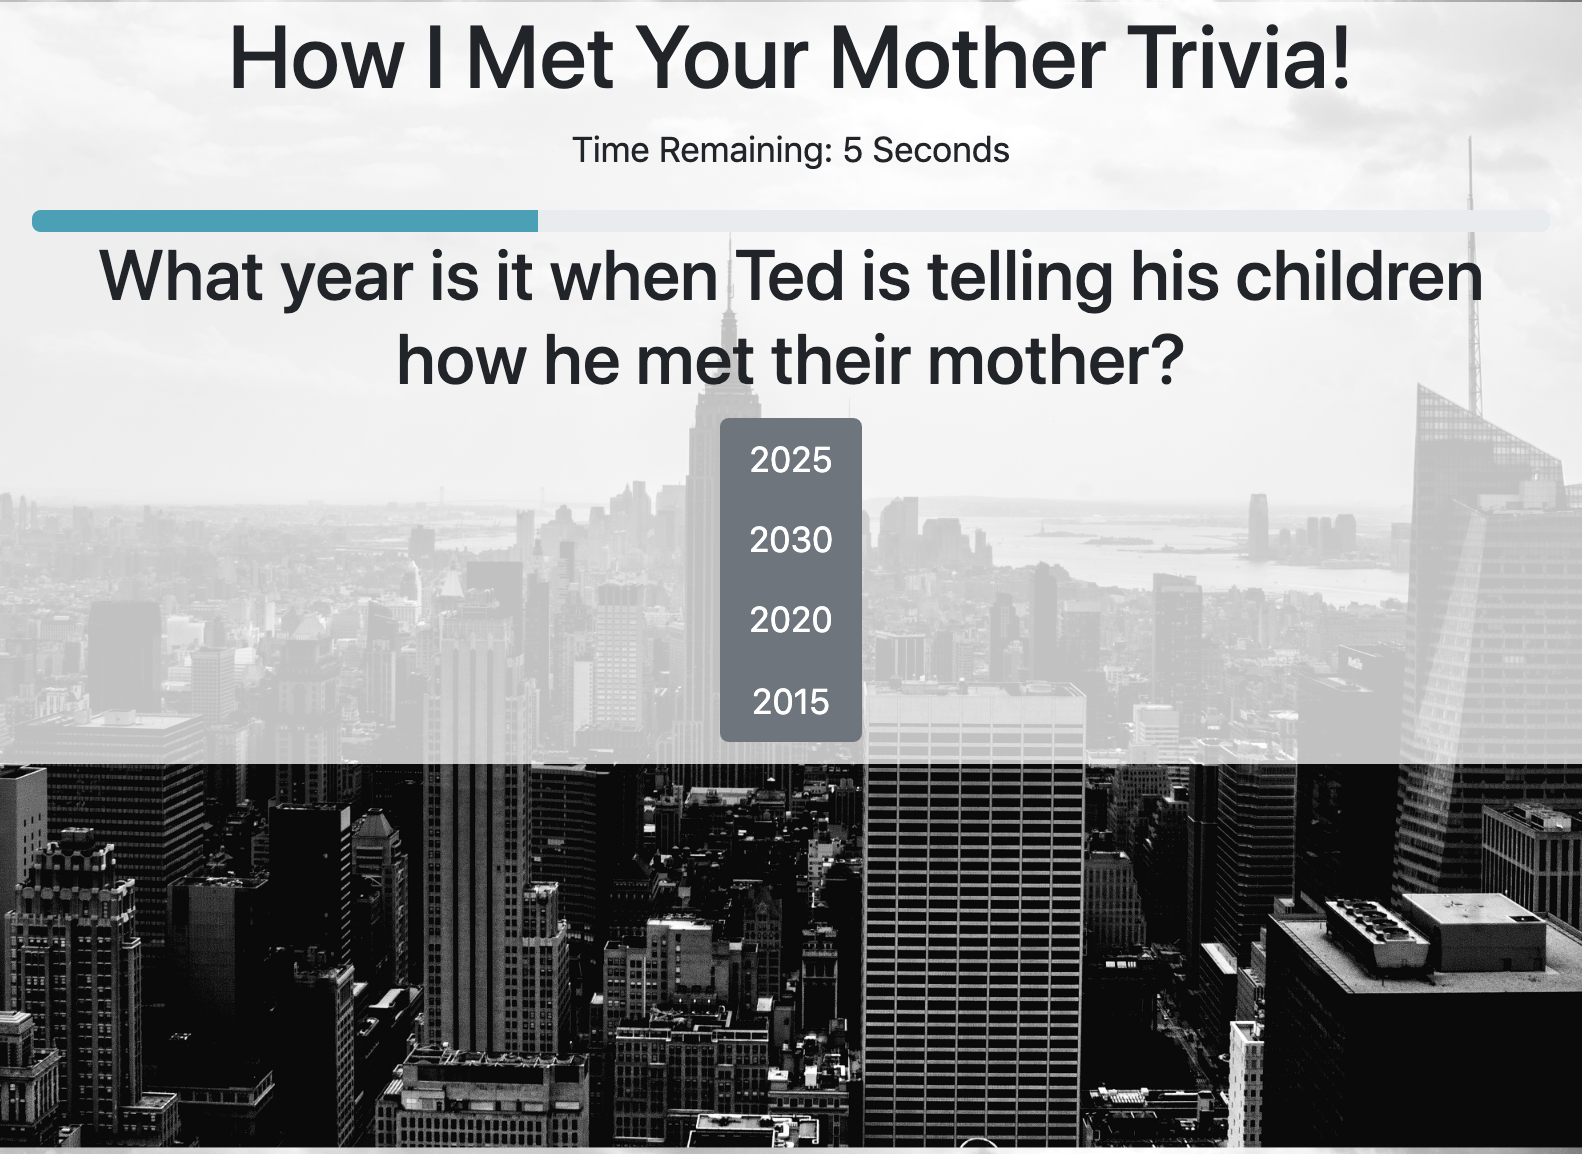 How I Met Your Mother Trivia!
Time Remaining: 5 Seconds
What year is it when Ted is telling his children
how he met their mother?
2025
2030
2020
2015